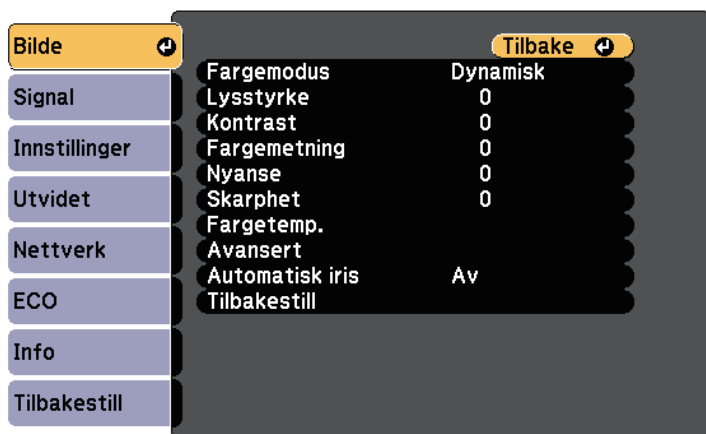 Bilde
Signal
Innstillinger
Utvidet
Nettverk
ECO
Info
Tilbakestill
Tilbake
Fargemodus Dynamisk
Lysstyrke 0
Kontrast 0
Fargemetning 0
Nyanse 0
Skarphet 0
Fargetemp.
Avansert
Automatisk iris Av
Tilbakestill